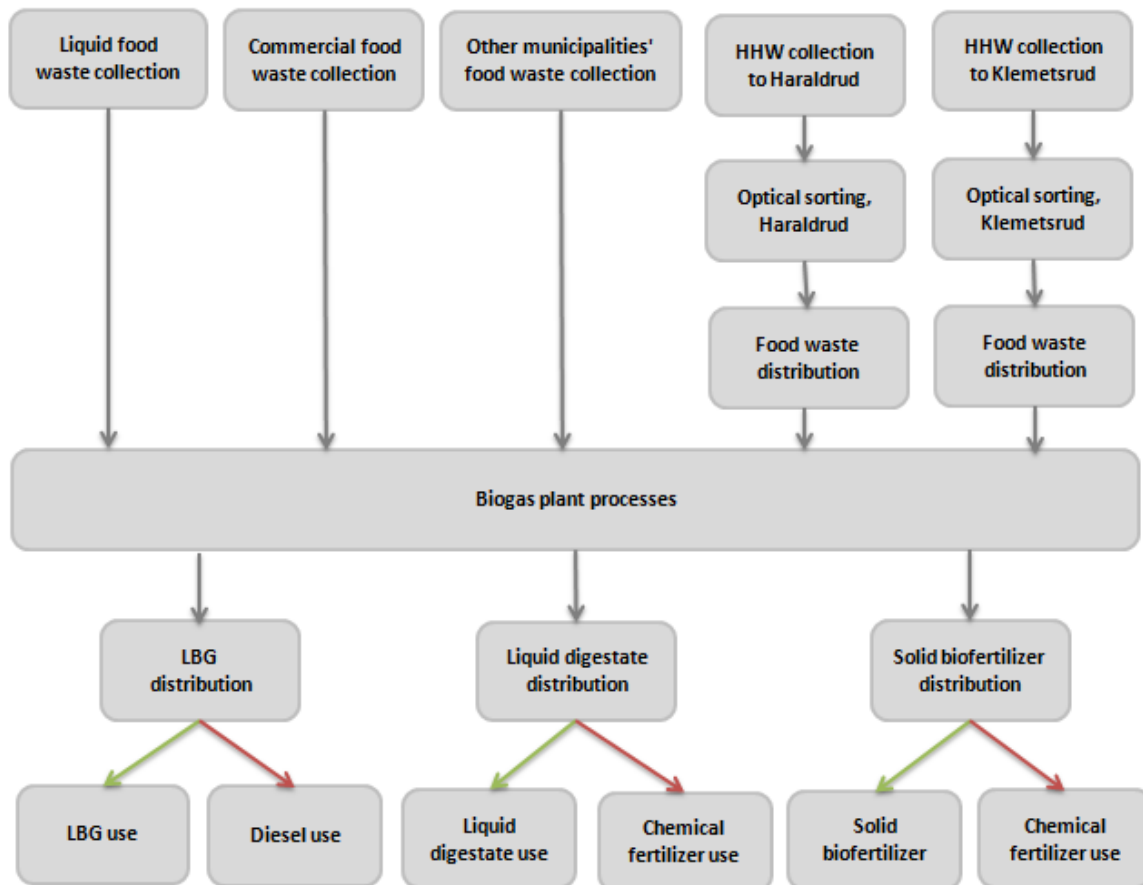 Liquid food
waste collection
Commercial food
waste collection
Other municipalities'
food waste collection
HHW collection
to Haraldrud
HHW collection
to Klemetsrud
Optical sorting,
Haraldrud
Optical sorting,
Klemetsrud
Food waste
distribution
Food waste
distribution
Biogas plant processes
LBG
distribution
Liquid digestate
distribution
Solid biofertilizer
distribution
LBG use
Diesel use
Liquid
digestate use
Chemical
fertilizer use
Solid
biofertilizer
Chemical
fertilizer use